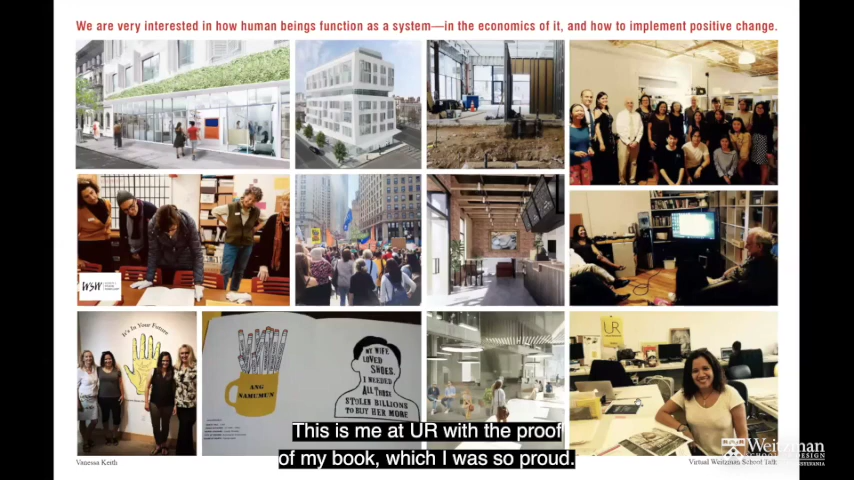 We are very interested in how human beings function as a system—in the economics of it, and how to implement positive change.
WSW
It's In Your Future
ANG
NAMUMUN
MY WIFE
LOVED
SHOES.
I NEEDED
ALL THOSE
STOLEN BILLIONS
TO BUY HER MORE
UR
This is me at UR with the proof
of my book, which I was so proud.
Vanessa Keith
Virtual Weitzman School Talk
Weitzman